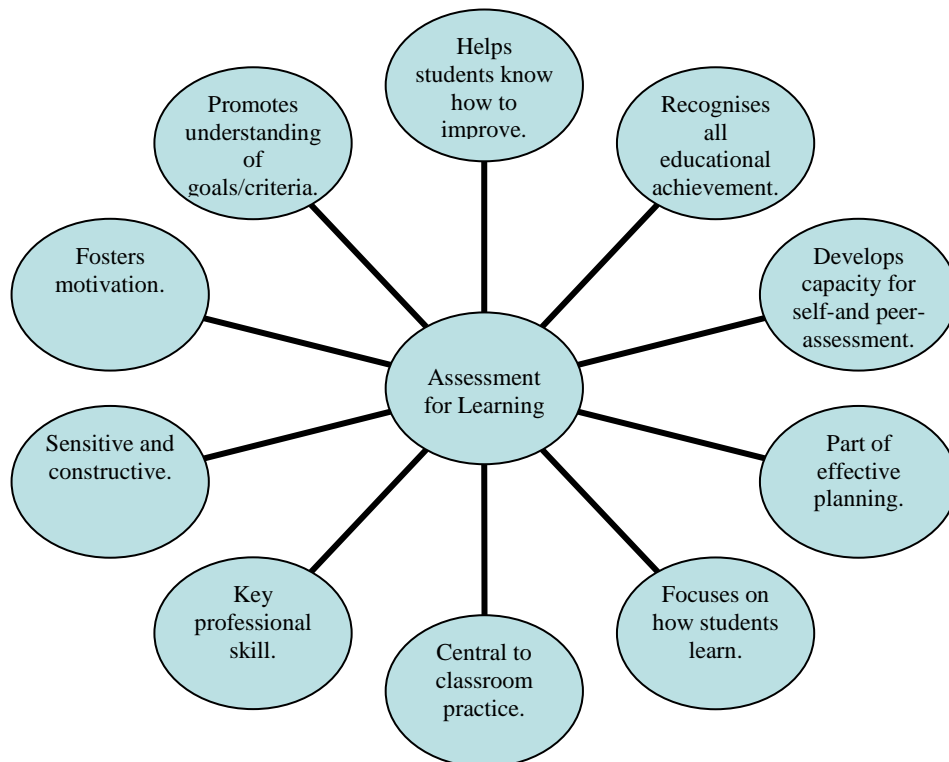 Helps
students know
how to
improve.
Recognises
all
educational
achievement.
Develops
capacity for
self-and peer-
assessment.
Part of
effective
planning.
Focuses on
how students
learn.
Central to
classroom
practice.
Key
professional
skill.
Sensitive and
constructive.
Fosters
motivation.
Promotes
understanding
of
goals/criteria.
Assessment
for Learning